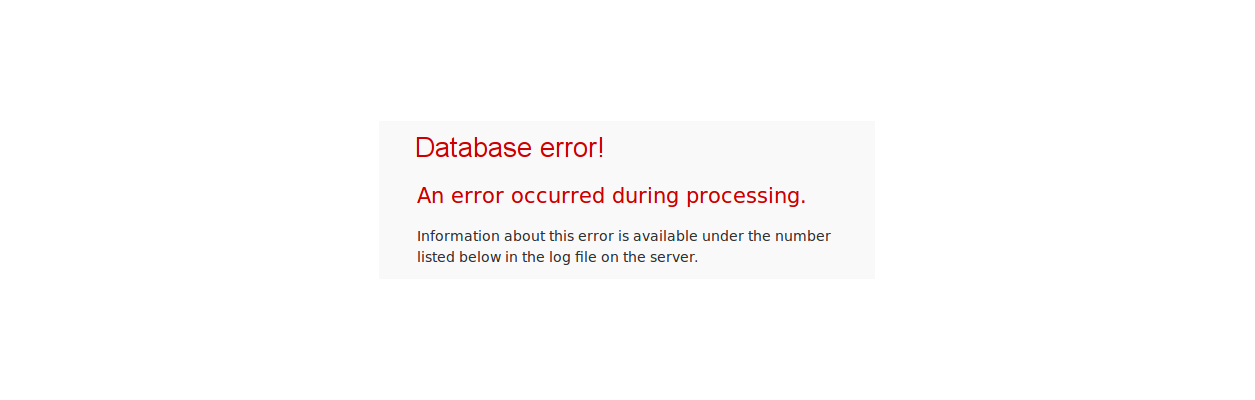 Database error!
An error occurred during processing.
Information about this error is available under the number
listed below in the log file on the server.